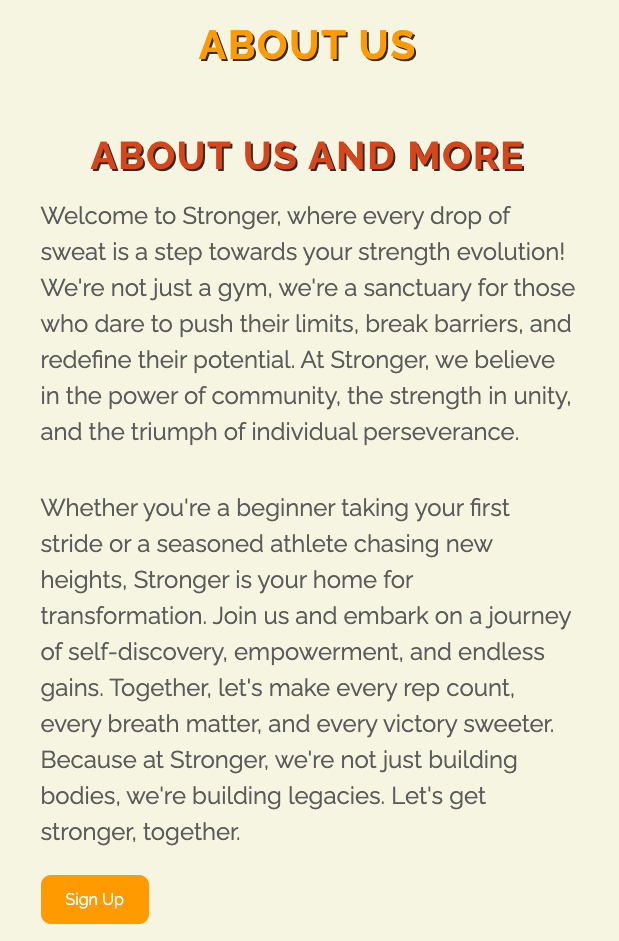 ABOUT US
ABOUT US AND MORE
Welcome to Stronger, where every drop of
sweat is a step towards your strength evolution!
We're not just a gym, we're a sanctuary for those
who dare to push their limits, break barriers, and
redefine their potential. At Stronger, we believe
in the power of community, the strength in unity,
and the triumph of individual perseverance.
Whether you're a beginner taking your first
stride or a seasoned athlete chasing new
heights, Stronger is your home for
transformation. Join us and embark on a journey
of self-discovery, empowerment, and endless
gains. Together, let's make every rep count,
every breath matter, and every victory sweeter.
Because at Stronger, we're not just building
bodies, we're building legacies. Let's get
stronger, together.
Sign Up